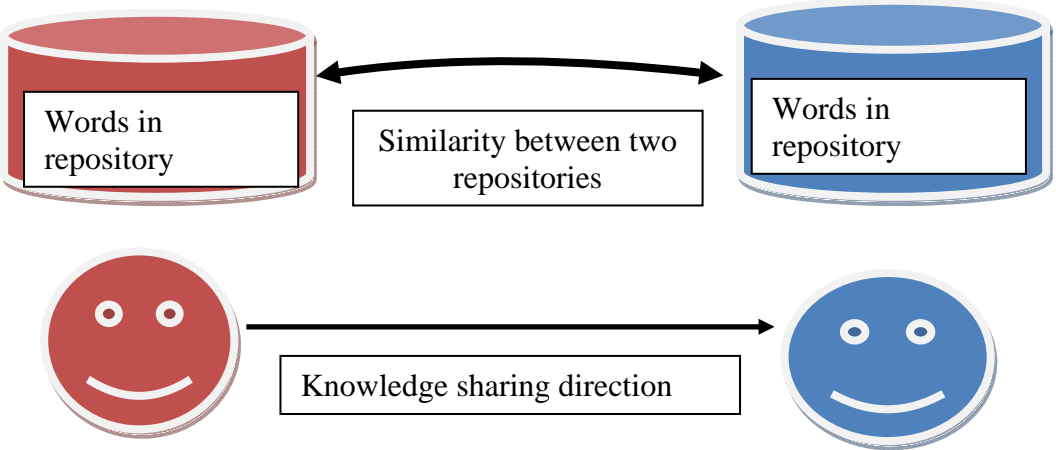 Words in
repository
Similarity between two
repositories
Words in
repository
Knowledge sharing direction